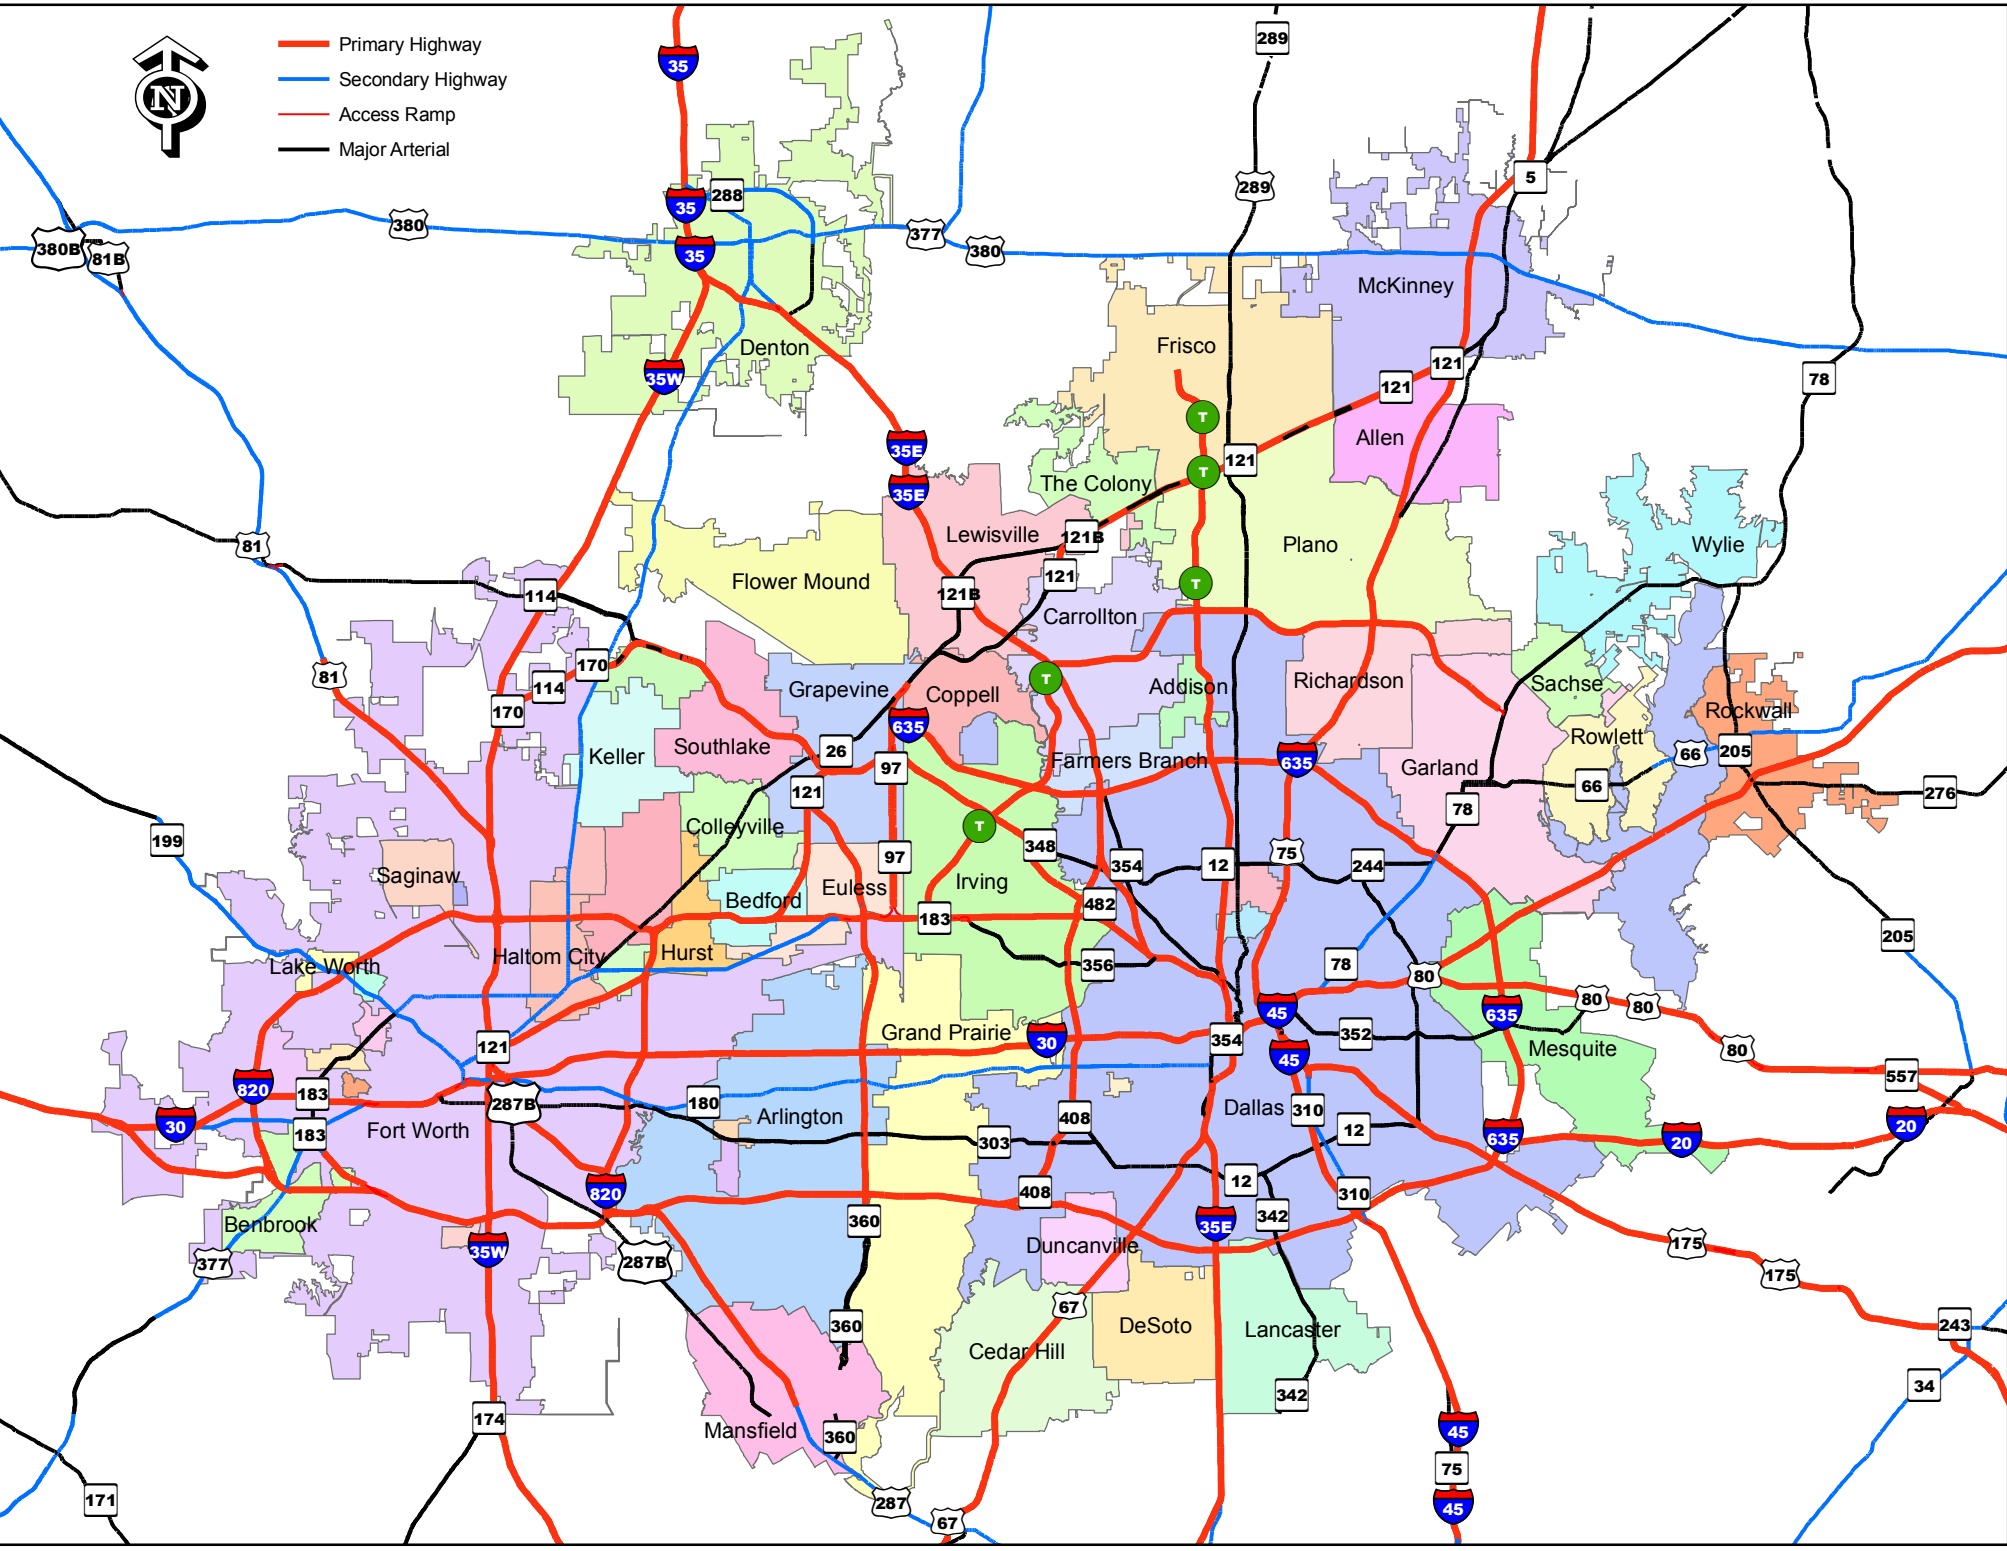 N
Primary Highway
Secondary Highway
Access Ramp
Major Arterial
35
289
5
289
35
288
380
377
380
380B
81B
35
McKinney
Frisco
Denton
35W
121
121
78
T
Allen
35E
121
T
The Colony
35E
Lewisville
121B
81
Plano
Wylie
Flower Mound
121
T
114
121B
Carrollton
170
81
114
170
Grapevine
Coppell
T
Addison
Richardson
Sachse
Rockwall
Keller
Southlake
635
Rowlett
26
97
Farmers Branch
635
Garland
66
205
121
66
276
78
199
Colleyville
T
348
97
354
12
75
244
Saginaw
Bedford
Euless
Irving
482
183
Haltom City
Hurst
205
Lake Worth
356
78
80
45
635
80
80
121
Grand Prairie
30
354
352
45
Mesquite
80
820
183
287B
180
Arlington
Dallas
310
557
30
183
Fort Worth
408
303
12
635
20
20
820
408
12
310
Benbrook
360
35E
342
377
35W
287B
Duncanville
175
175
67
360
Cedar Hill
DeSoto
Lancaster
243
342
34
174
Mansfield
360
45
75
171
287
67
45